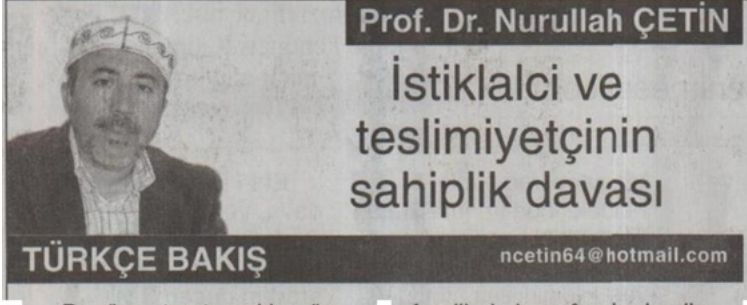 Prof. Dr. Nurullah ÇETİN
İstiklalci ve
teslimiyetçinin
sahiplik davası
TÜRKÇE BAKIŞ
ncetin64@hotmail.com